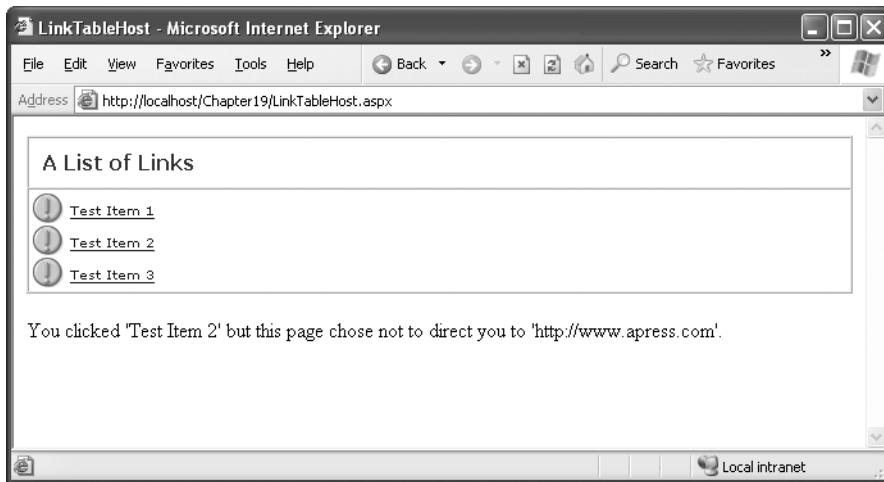 LinkTableHost - Microsoft Internet Explorer
File Edit View Favorites Tools Help Back Search Favorites »
Address http://localhost/Chapter19/LinkTableHost.aspx
A List of Links
Test Item 1
Test Item 2
Test Item 3
You clicked 'Test Item 2' but this page chose not to direct you to 'http://www.apress.com'.
Local intranet